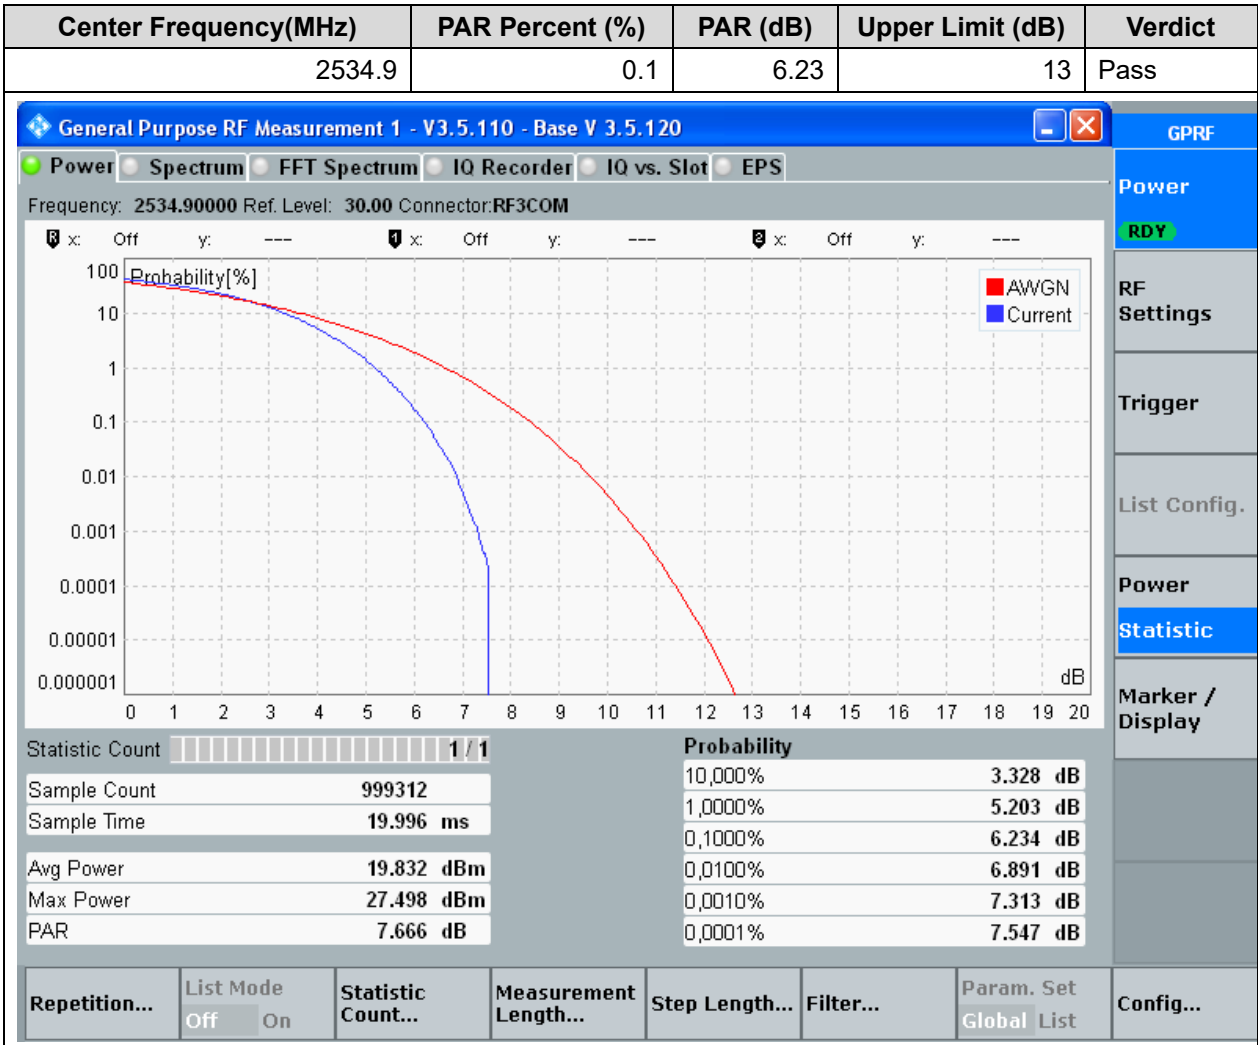 Center Frequency(MHz) PAR Percent (%) PAR (dB) Upper Limit (dB) Verdict
2534.9 0.1 6.23 13 Pass
General Purpose RF Measurement 1 - V3.5.110 - Base V 3.5.120
GPRF
Power Spectrum FFT Spectrum IQ Recorder IQ vs. Slot EPS
Power
RDY
Frequency: 2534.90000 Ref. Level: 30.00 Connector:RF3COM
R x: Off y: --- 1 x: Off y: --- 2 x: Off y: ---
Probability[%]
AWGN
Current
100
10
1
0.1
0.01
0.001
0.0001
0.00001
0.000001
dB
0 1 2 3 4 5 6 7 8 9 10 11 12 13 14 15 16 17 18 19 20
RF
Settings
Trigger
List Config.
Power
Statistic
Marker /
Display
Statistic Count 1 / 1
Sample Count 999312
Sample Time 19.996 ms
Avg Power 19.832 dBm
Max Power 27.498 dBm
PAR 7.666 dB
Probability
10,000% 3.328 dB
1,0000% 5.203 dB
0,1000% 6.234 dB
0,0100% 6.891 dB
0,0010% 7.313 dB
0,0001% 7.547 dB
Repetition...
List Mode
Off On
Statistic
Count...
Measurement
Length...
Step Length...
Filter...
Param. Set
Global List
Config...